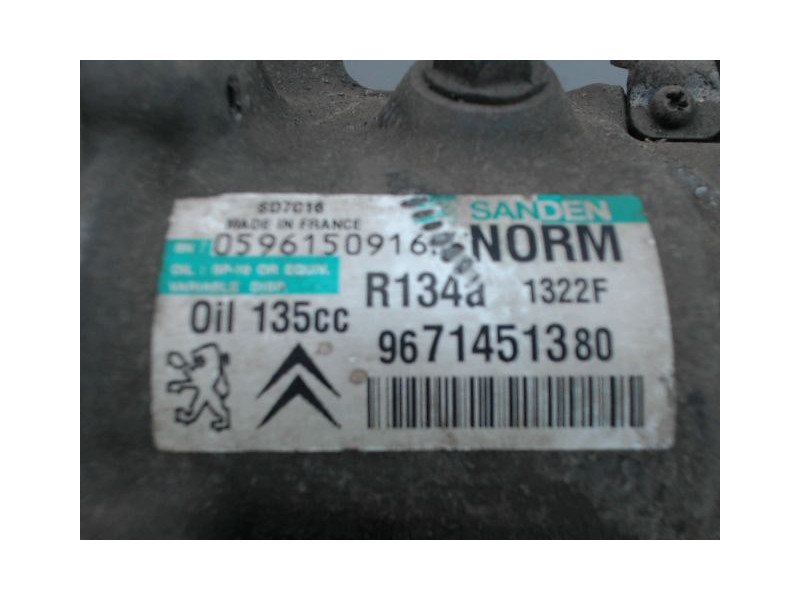 SD7C16
SANDEN
MADE IN FRANCE
0596150916
NORM
OIL : SP-10 OR EQUIV.
VARIABLE DISP.
R134a 1322F
Oil 135cc
9671451380